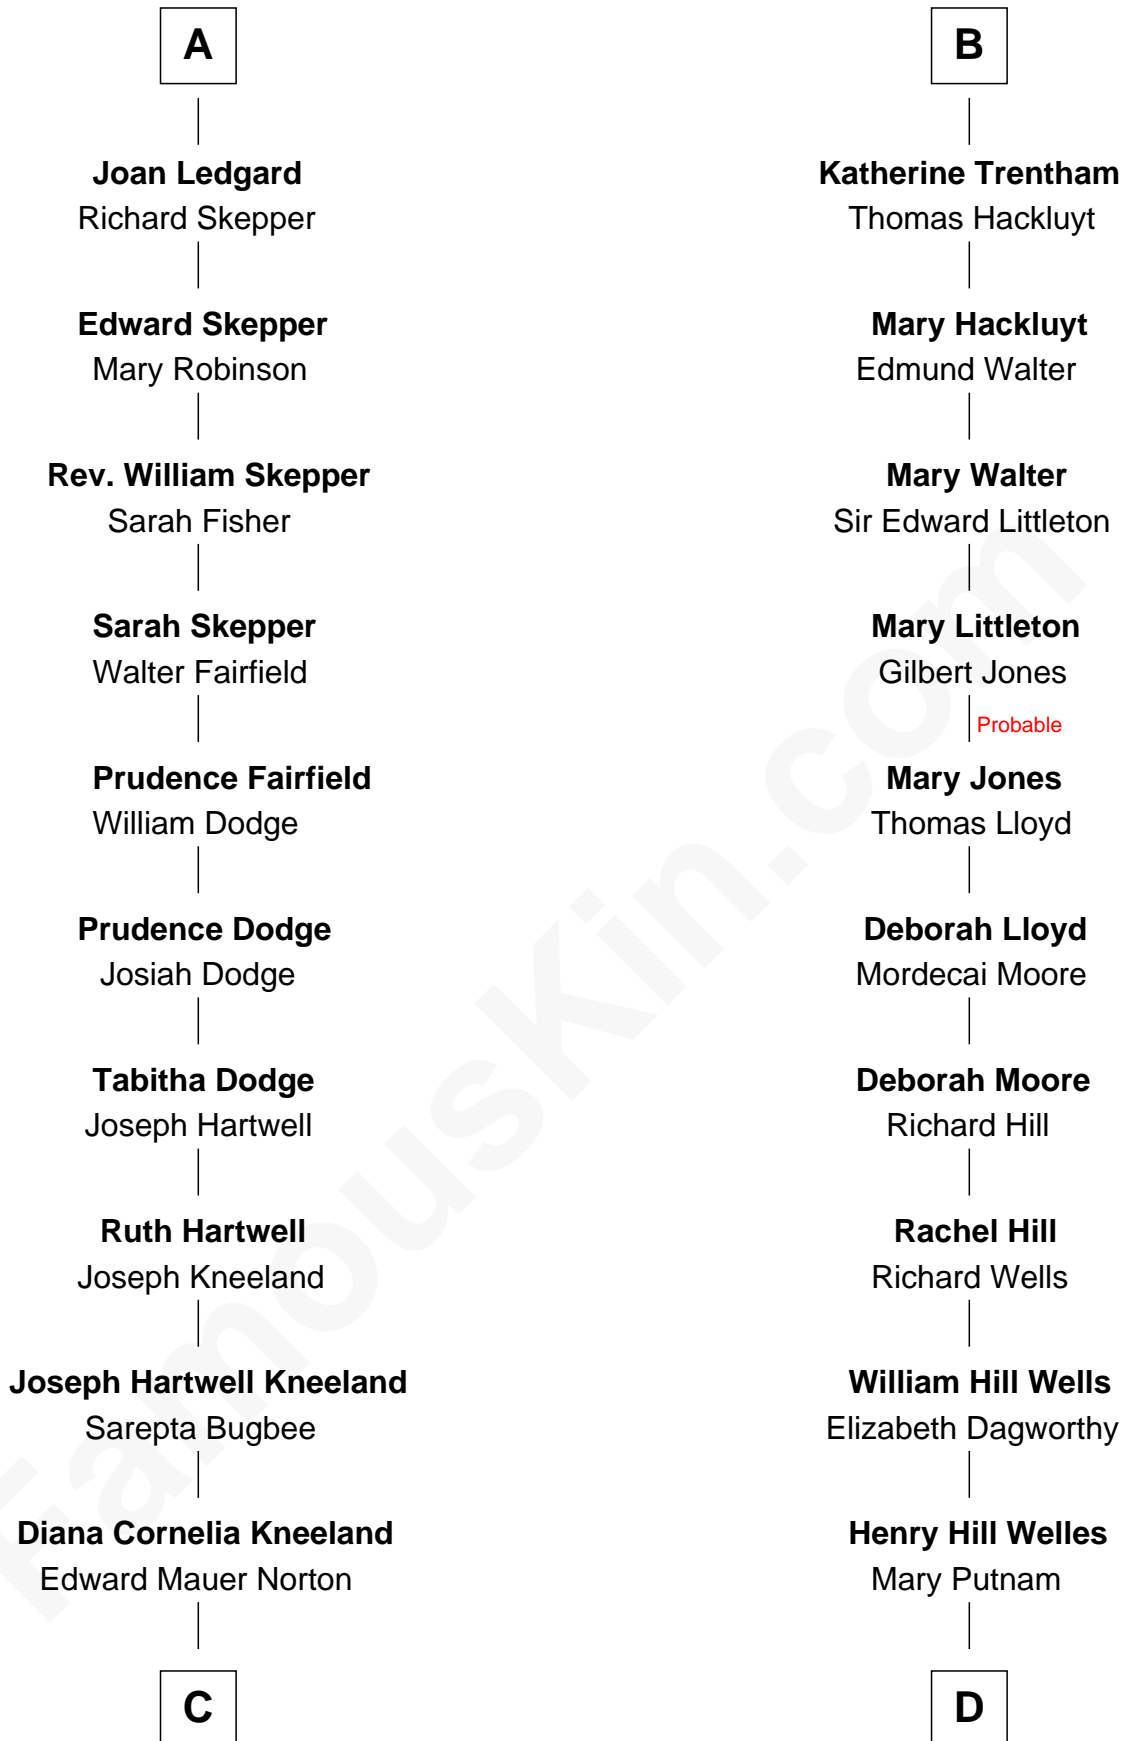 A
Joan Ledgard
Richard Skepper
Edward Skepper
Mary Robinson
Rev. William Skepper
Sarah Fisher
Sarah Skepper
Walter Fairfield
Prudence Fairfield
William Dodge
Prudence Dodge
Josiah Dodge
Tabitha Dodge
Joseph Hartwell
Ruth Hartwell
Joseph Kneeland
Joseph Hartwell Kneeland
Sarepta Bugbee
Diana Cornelia Kneeland
Edward Mauer Norton
C
B
Katherine Trentham
Thomas Hackluyt
Mary Hackluyt
Edmund Walter
Mary Walter
Sir Edward Littleton
Mary Littleton
Gilbert Jones
Probable
Mary Jones
Thomas Lloyd
Deborah Lloyd
Mordecai Moore
Deborah Moore
Richard Hill
Rachel Hill
Richard Wells
William Hill Wells
Elizabeth Dagworthy
Henry Hill Welles
Mary Putnam
D
FamousKin.com